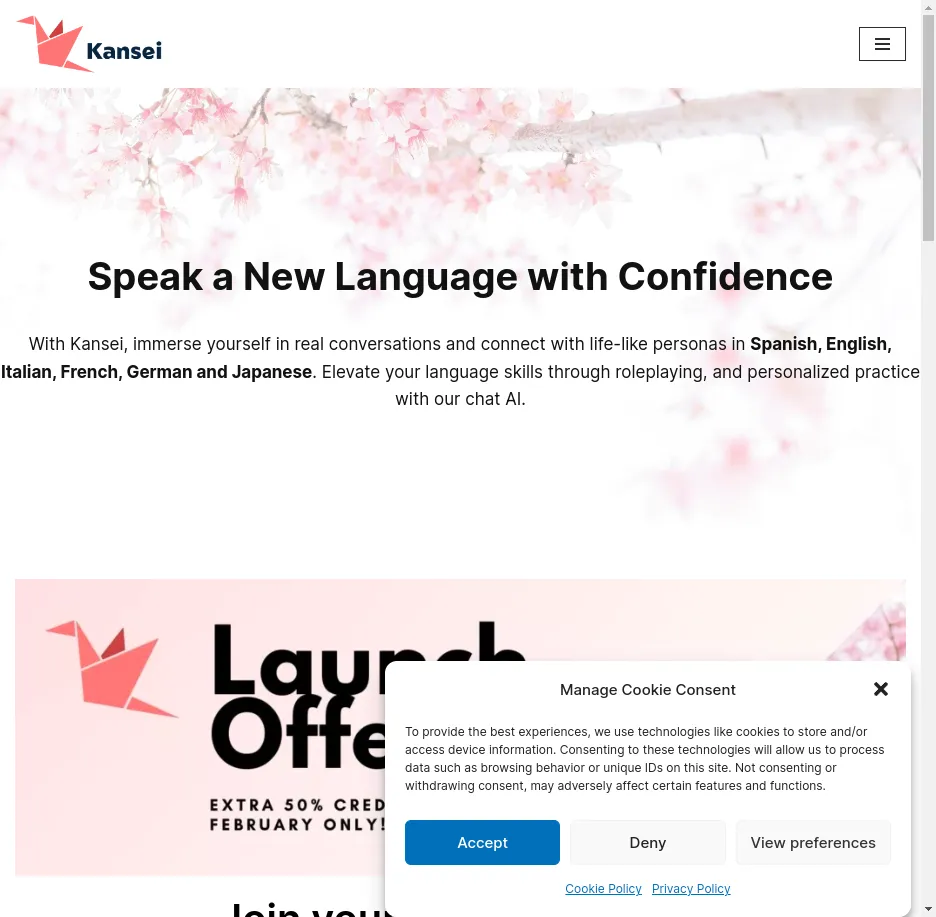 Kansei
Speak a New Language with Confidence
With Kansei, immerse yourself in real conversations and connect with life-like personas in Spanish, English,
Italian, French, German and Japanese. Elevate your language skills through roleplaying, and personalized practice
with our chat AI.
Launch
Offe
EXTRA 50% CRED
FEBRUARY ONLY!
Manage Cookie Consent
To provide the best experiences, we use technologies like cookies to store and/or
access device information. Consenting to these technologies will allow us to process
data such as browsing behavior or unique IDs on this site. Not consenting or
withdrawing consent, may adversely affect certain features and functions.
Accept
Deny
View preferences
Cookie Policy
Privacy Policy
Join your